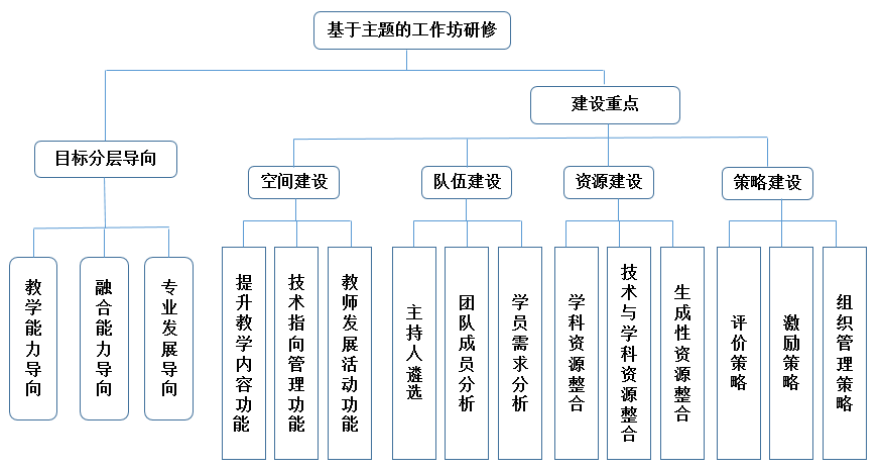 基于主题的工作坊研修
建设重点
目标分层导向
空间建设
队伍建设
资源建设
策略建设
教学能力导向
融合能力导向
专业发展导向
提升教学内容功能
技术指向管理功能
教师发展活动功能
主持人遴选
团队成员分析
学员需求分析
学科资源整合
技术与学科资源整合
生成性资源整合
评价策略
激励策略
组织管理策略